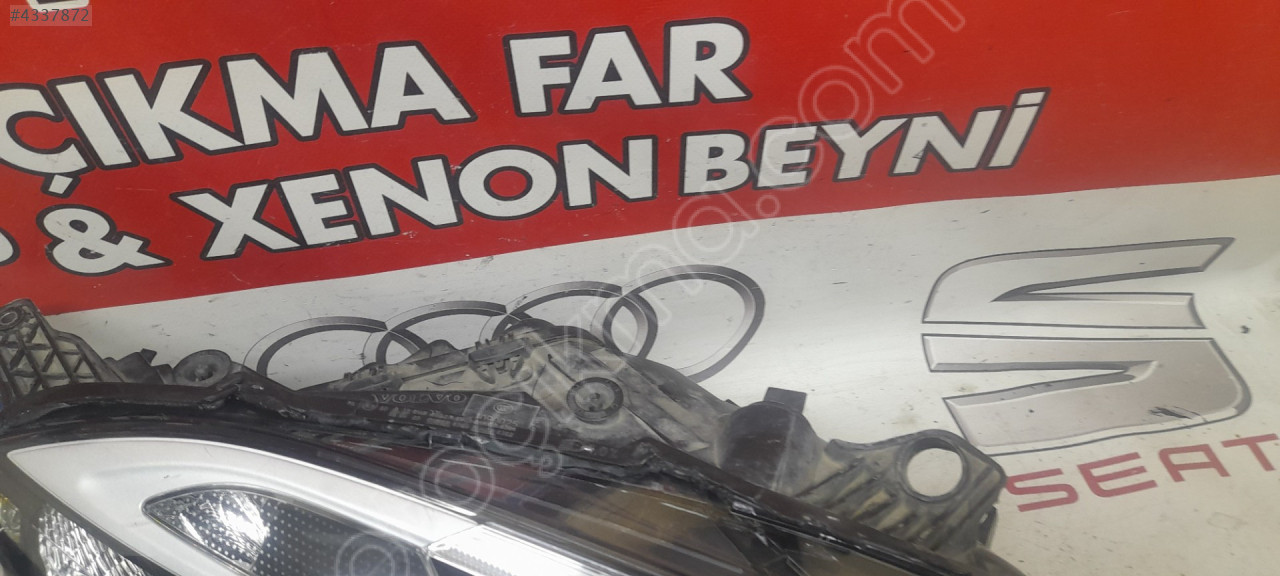 #4337872
ÇIKMA FAR
& XENON BEYNİ
VOLVO
SEAT